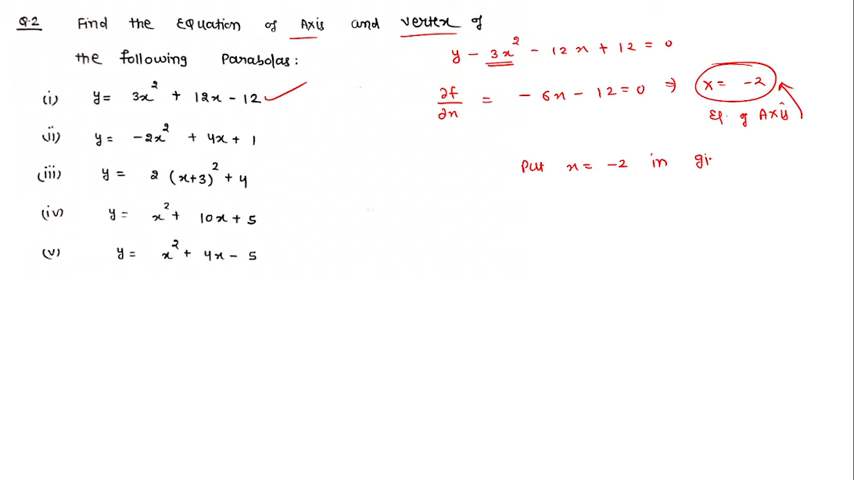 Q.2 Find the Equation of Axis and vertex of
the following Parabolas:
(i) y = 3x² + 12x - 12
(ii) y = -2x² + 4x + 1
(iii) y = 2 (x+3)² + 4
(iv) y = x² + 10x + 5
(v) y = x² + 4x - 5
y - 3x² - 12x + 12 = 0
∂f/∂x = - 6x - 12 = 0 ⇒ x = -2
Eq. of Axis
Put x = -2 in gi